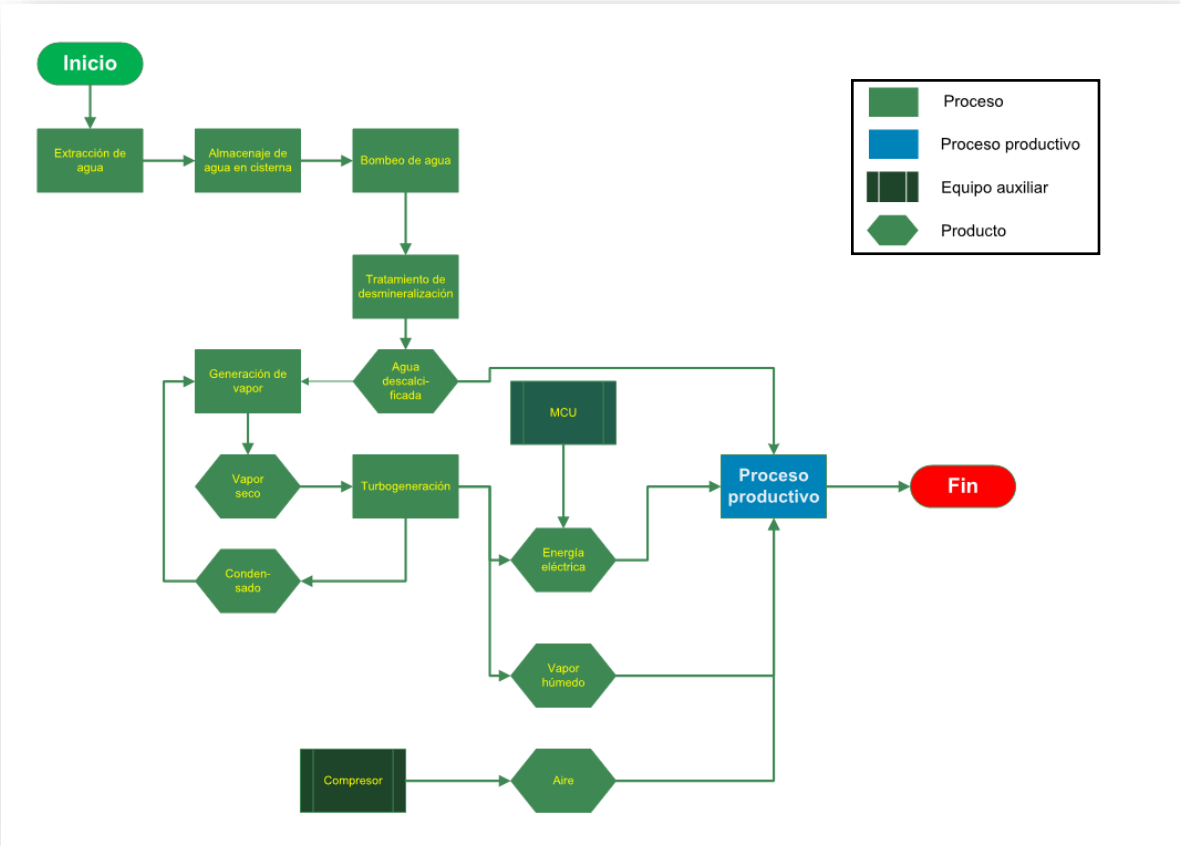 Inicio
Proceso
Proceso productivo
Equipo auxiliar
Producto
Extracción de
agua
Almacenaje de
agua en cisterna
Bombeo de agua
Tratamiento de
desmineralización
Generación de
vapor
Agua
descalci-
ficada
MCU
Vapor
seco
Turbogeneración
Proceso
productivo
Fin
Energía
eléctrica
Conden-
sado
Vapor
húmedo
Compresor
Aire